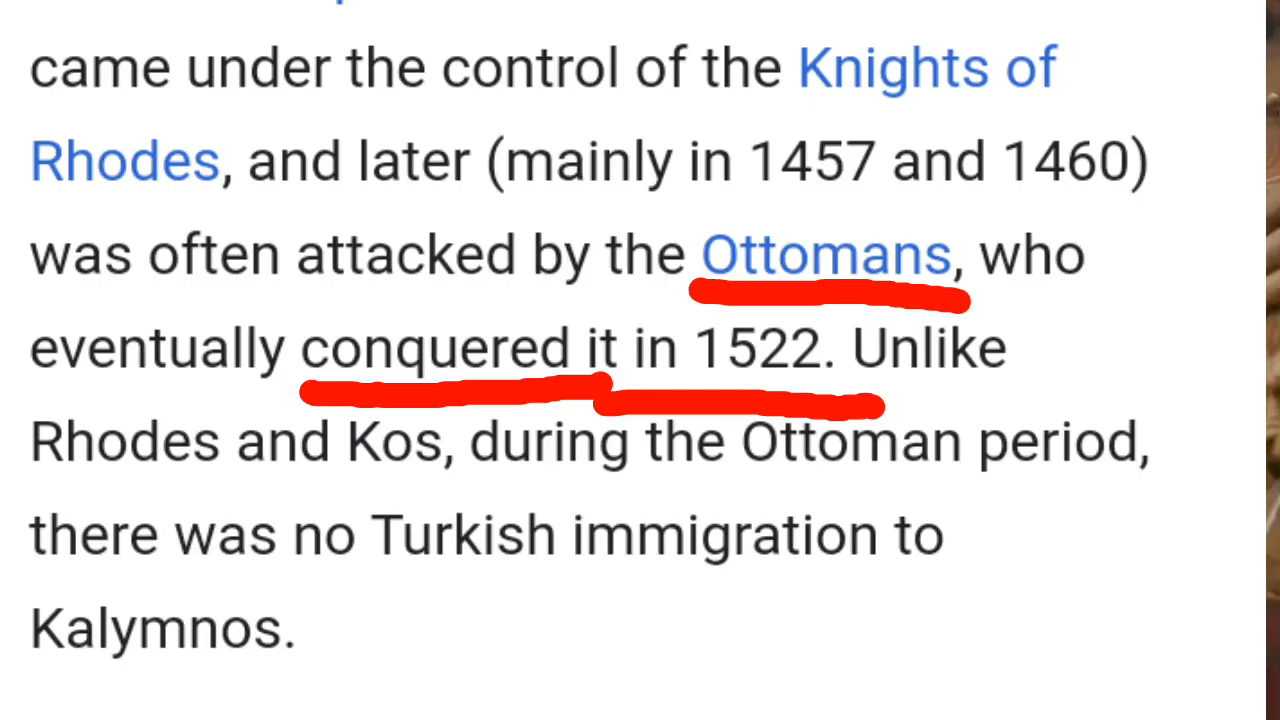 came under the control of the Knights of
Rhodes, and later (mainly in 1457 and 1460)
was often attacked by the Ottomans, who
eventually conquered it in 1522. Unlike
Rhodes and Kos, during the Ottoman period,
there was no Turkish immigration to
Kalymnos.